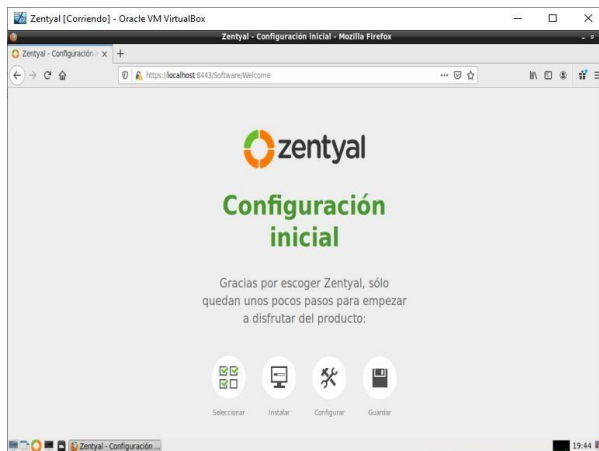 Zentyal [Corriendo] - Oracle VM VirtualBox
Zentyal - Configuración inicial - Mozilla Firefox
Zentyal - Configuración
https://localhost:8443/Software/Welcome
zentyal
Configuración
inicial
Gracias por escoger Zentyal, sólo
quedan unos pocos pasos para empezar
a disfrutar del producto:
Seleccionar Instalar Configurar Guardar
Zentyal - Configuración ... 19:44